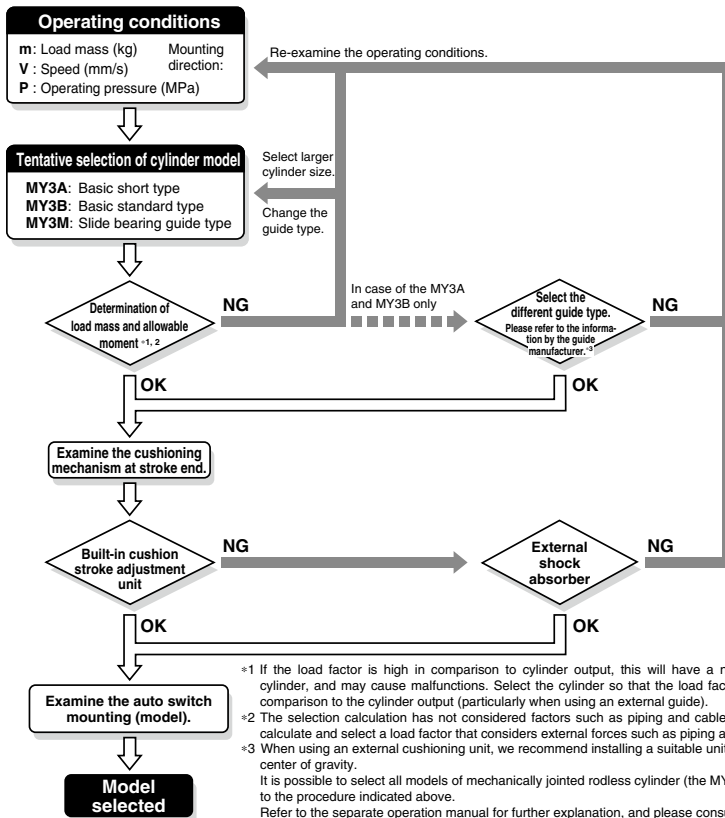 Operating conditions
m: Load mass (kg) Mounting direction:
V : Speed (mm/s)
P : Operating pressure (MPa)
Re-examine the operating conditions.
Tentative selection of cylinder model
MY3A: Basic short type
MY3B: Basic standard type
MY3M: Slide bearing guide type
Select larger
cylinder size.
Change the
guide type.
Determination of
load mass and allowable
moment *1, 2
NG
In case of the MY3A
and MY3B only
Select the
different guide type.
Please refer to the informa-
tion by the guide
manufacturer.*3
NG
OK
OK
Examine the cushioning
mechanism at stroke end.
Built-in cushion
stroke adjustment
unit
NG
External
shock
absorber
NG
OK
OK
Examine the auto switch
mounting (model).
Model
selected
*1 If the load factor is high in comparison to cylinder output, this will have a
cylinder, and may cause malfunctions. Select the cylinder so that the load
comparison to the cylinder output (particularly when using an external guide).
*2 The selection calculation has not considered factors such as piping and cable
calculate and select a load factor that considers external forces such as piping
*3 When using an external cushioning unit, we recommend installing a suitable unit
center of gravity.
It is possible to select all models of mechanically jointed rodless cylinder (the
to the procedure indicated above.
Refer to the separate operation manual for further explanation, and please